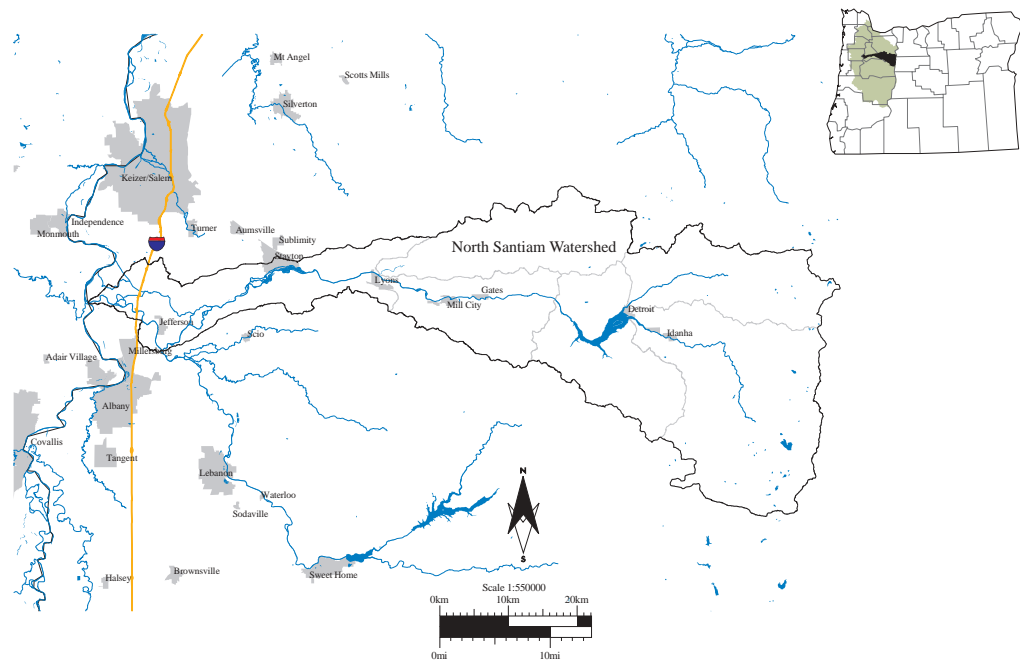 Mt Angel
Scotts Mills
Silverton
Keizer/Salem
Independence
Monmouth
Turner
Aumsville
Sublimity
Stayton
North Santiam Watershed
Lyons
Gates
Mill City
Detroit
Idanha
Jefferson
Scio
Millersburg
Adair Village
Albany
Covallis
Tangent
Lebanon
Waterloo
Sodaville
Sweet Home
Brownsville
Halsey
N
S
Scale 1:550000
0km 10km 20km
0mi 10mi